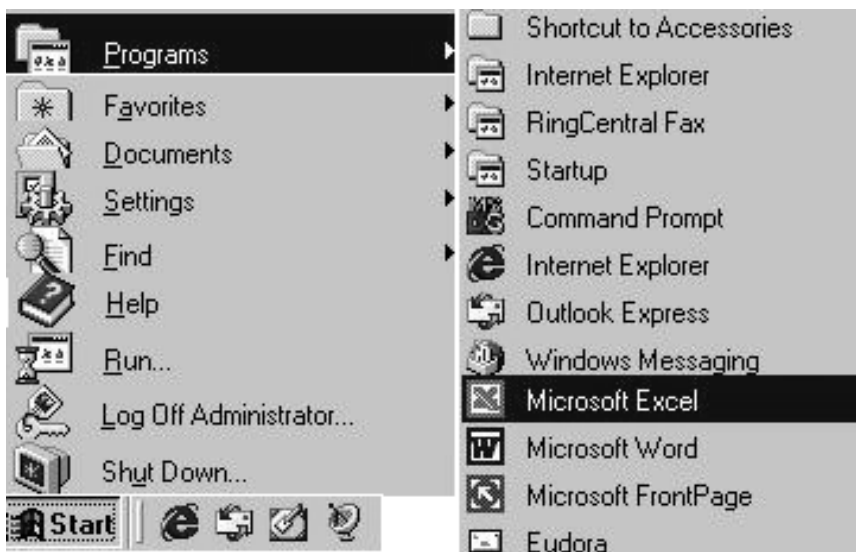 Programs
Favorites
Documents
Settings
Find
Help
Run...
Log Off Administrator...
Shut Down...
Start
Shortcut to Accessories
Internet Explorer
RingCentral Fax
Startup
Command Prompt
Internet Explorer
Outlook Express
Windows Messaging
Microsoft Excel
Microsoft Word
Microsoft FrontPage
Eudora